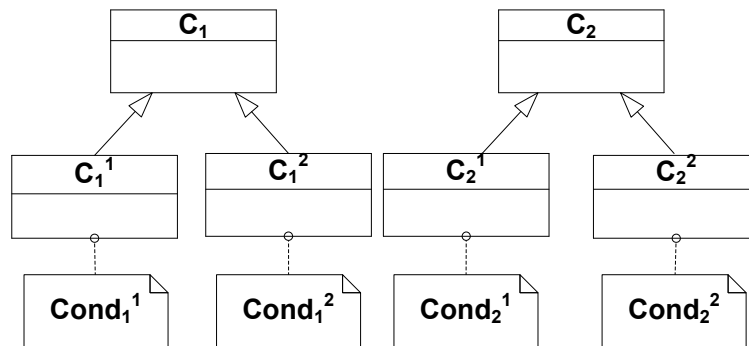 C₁ C₂
C₁¹ C₁² C₂¹ C₂²
Cond₁¹ Cond₁² Cond₂¹ Cond₂²